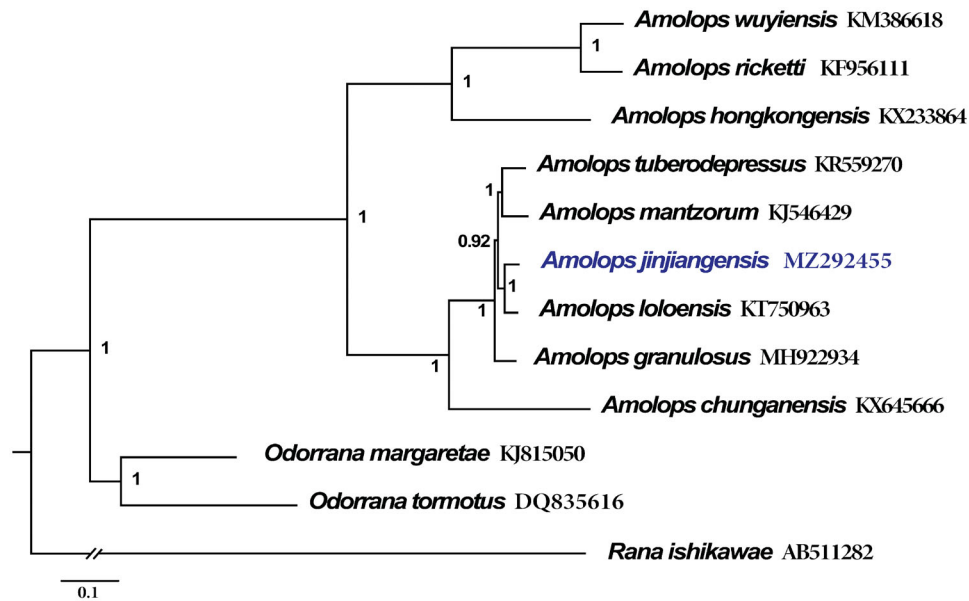 Amolops wuyiensis KM386618
1
Amolops ricketti KF956111
1
Amolops hongkongensis KX233864
Amolops tuberodepressus KR559270
1
Amolops mantzorum KJ546429
1
0.92
Amolops jinjiangensis MZ292455
1
Amolops loloensis KT750963
1
Amolops granulosus MH922934
1
1
Amolops chunganensis KX645666
Odorrana margaretae KJ815050
1
Odorrana tormotus DQ835616
Rana ishikawae AB511282
0.1